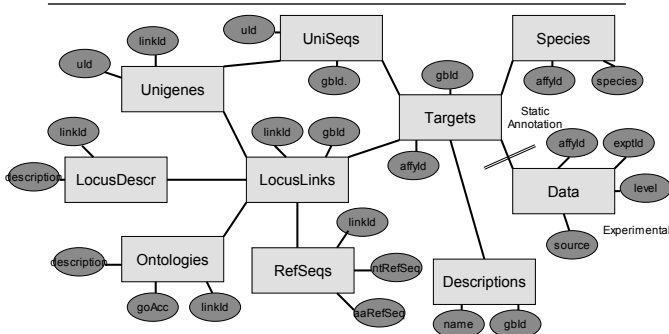 uId
UniSeqs
Species
linkId
gbId.
gbId
affyId
species
uId
Unigenes
Targets
Static
Annotation
linkId
linkId
gbId
affyId
exptId
affyId
description
LocusDescr
LocusLinks
Data
level
linkId
source
Experimental
description
Ontologies
RefSeqs
ntRefSeq
Descriptions
goAcc
linkId
aaRefSeq
name
gbId